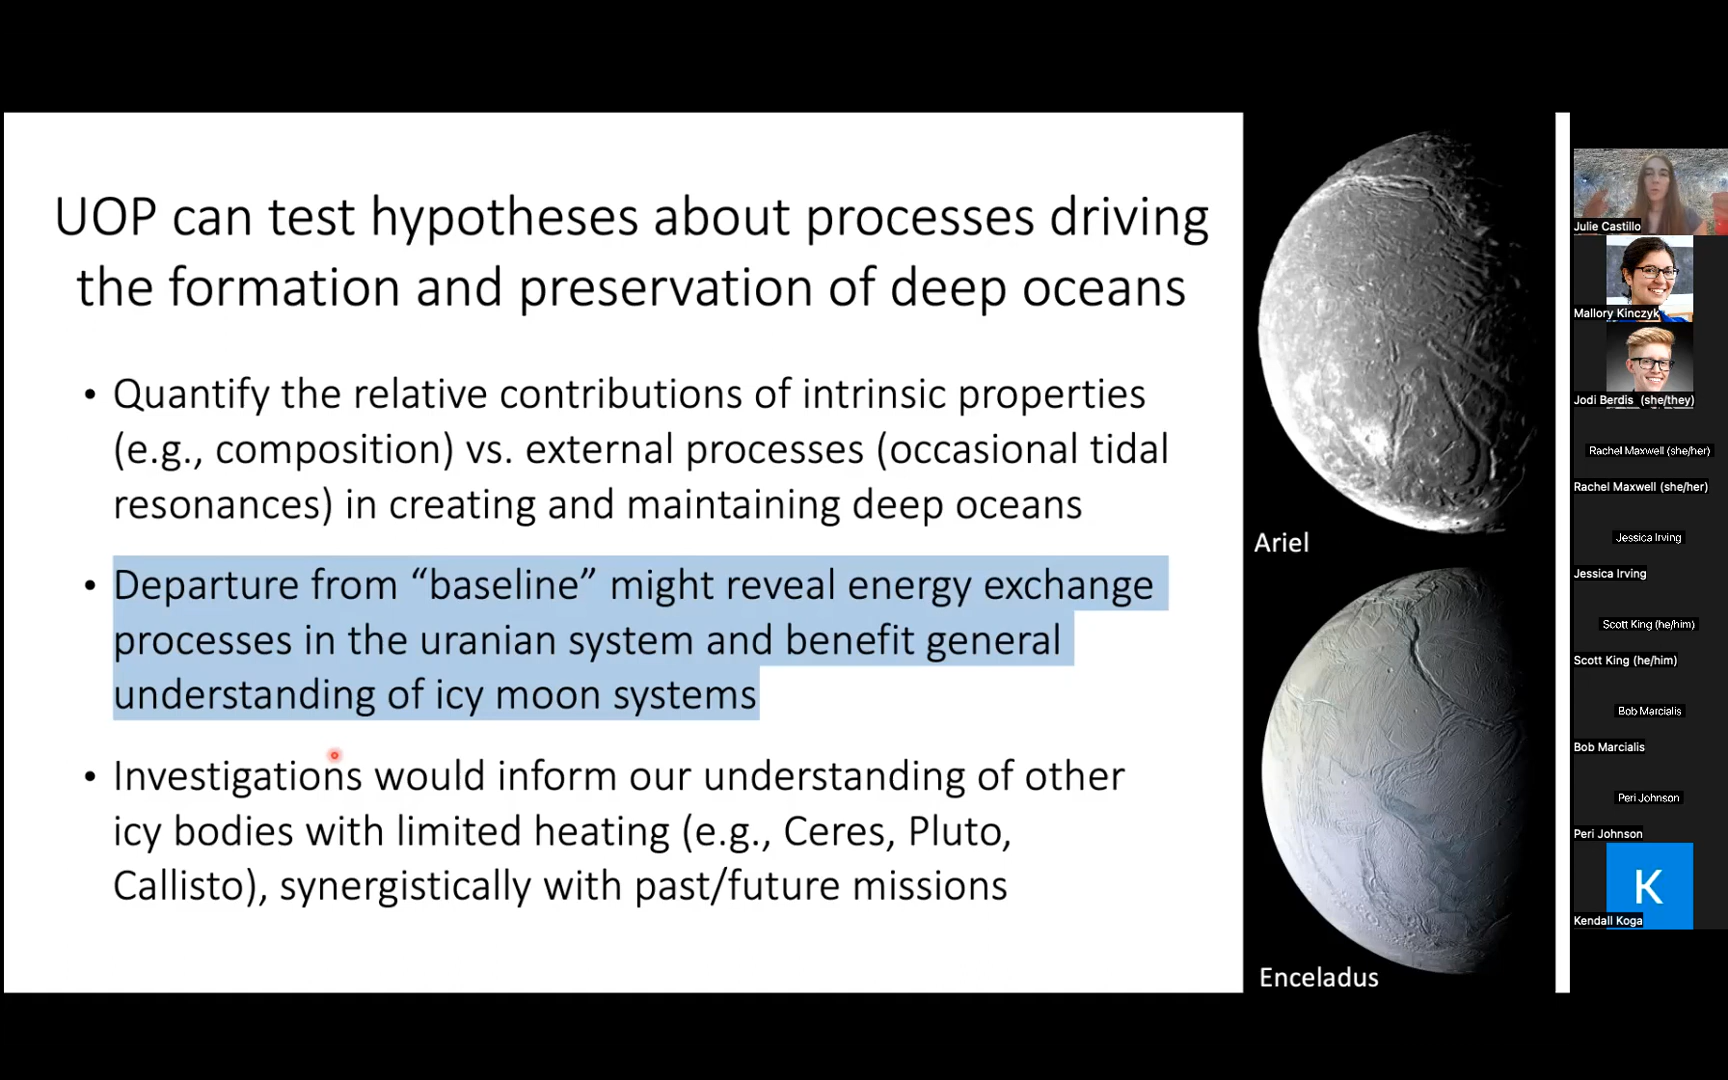 UOP can test hypotheses about processes driving
the formation and preservation of deep oceans
• Quantify the relative contributions of intrinsic properties
(e.g., composition) vs. external processes (occasional tidal
resonances) in creating and maintaining deep oceans
• Departure from “baseline” might reveal energy exchange
processes in the uranian system and benefit general
understanding of icy moon systems
• Investigations would inform our understanding of other
icy bodies with limited heating (e.g., Ceres, Pluto,
Callisto), synergistically with past/future missions
Ariel
Enceladus
Julie Castillo
Mallory Kinczyk
Jodi Berdis (she/they)
Rachel Maxwell (she/her)
Rachel Maxwell (she/her)
Jessica Irving
Jessica Irving
Scott King (he/him)
Scott King (he/him)
Bob Marcialis
Bob Marcialis
Peri Johnson
Peri Johnson
K
Kendall Koga